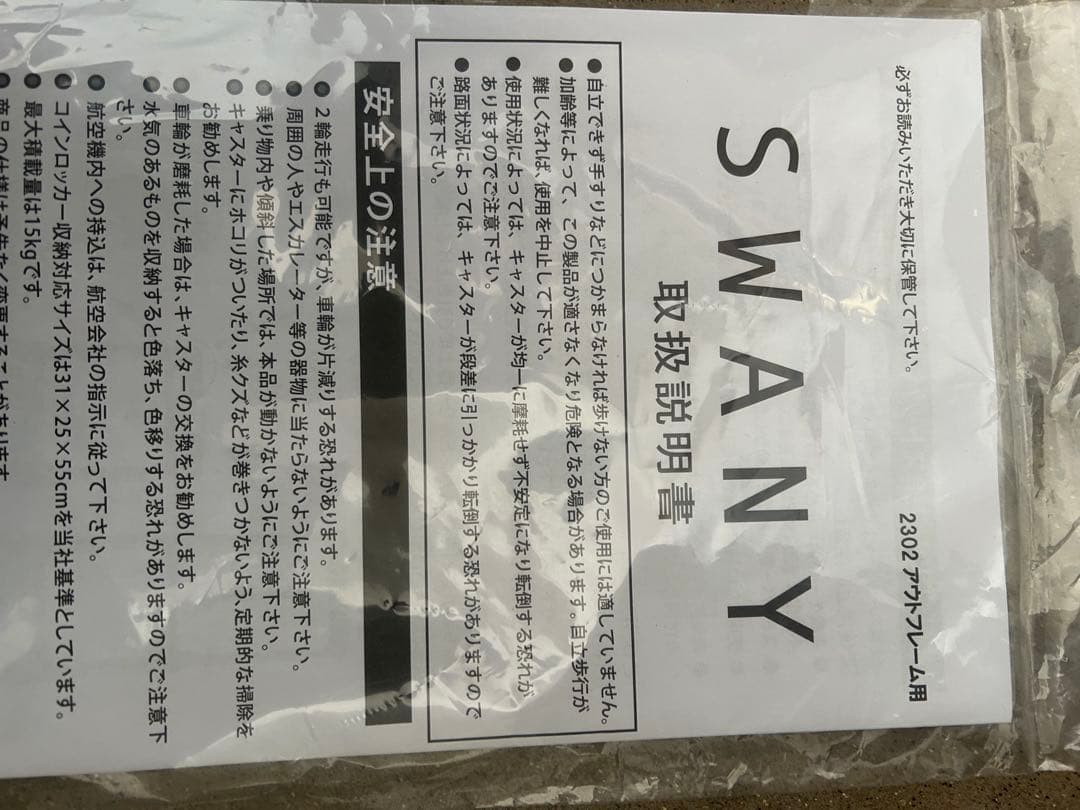 必ずお読みいただき大切に保管して下さい。
2302 アウトフレーム用
SWANY
取扱説明書
● 自立できず手すりなどにつかまらなければ歩けない方のご使用には適していません。
● 加齢等によって、この製品が適さなくなり危険となる場合があります。自立歩行が
難しくなれば、使用を中止して下さい。
● 使用状況によっては、キャスターが均一に摩耗せず不安定になり転倒する恐れが
ありますのでご注意下さい。
● 路面状況によっては、キャスターが段差に引っかかり転倒する恐れがありますので
ご注意下さい。
安全上の注意
● 2輪走行も可能ですが、車輪が片減りする恐れがあります。
● 周囲の人やエスカレーター等の器物に当たらないようにご注意下さい。
● 乗り物内や傾斜した場所では、本品が動かないようにご注意下さい。
● キャスターにホコリがついたり、糸クズなどが巻きつかないよう、定期的な掃除を
お勧めします。
● 車輪が磨耗した場合は、キャスターの交換をお勧めします。
● 水気のあるものを収納すると色落ち、色移りする恐れがありますのでご注意下
さい。
● 航空機内への持込は、航空会社の指示に従って下さい。
● コインロッカー収納対応サイズは31×25×55cmを当社基準としています。
● 最大積載量は15kgです。
● 商品の仕様は予告なく変更することがあります